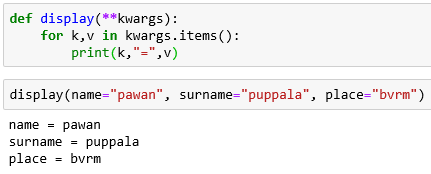 def display(**kwargs):
    for k,v in kwargs.items():
        print(k,"=",v)
display(name="pawan", surname="puppala", place="bvrm")
name = pawan
surname = puppala
place = bvrm